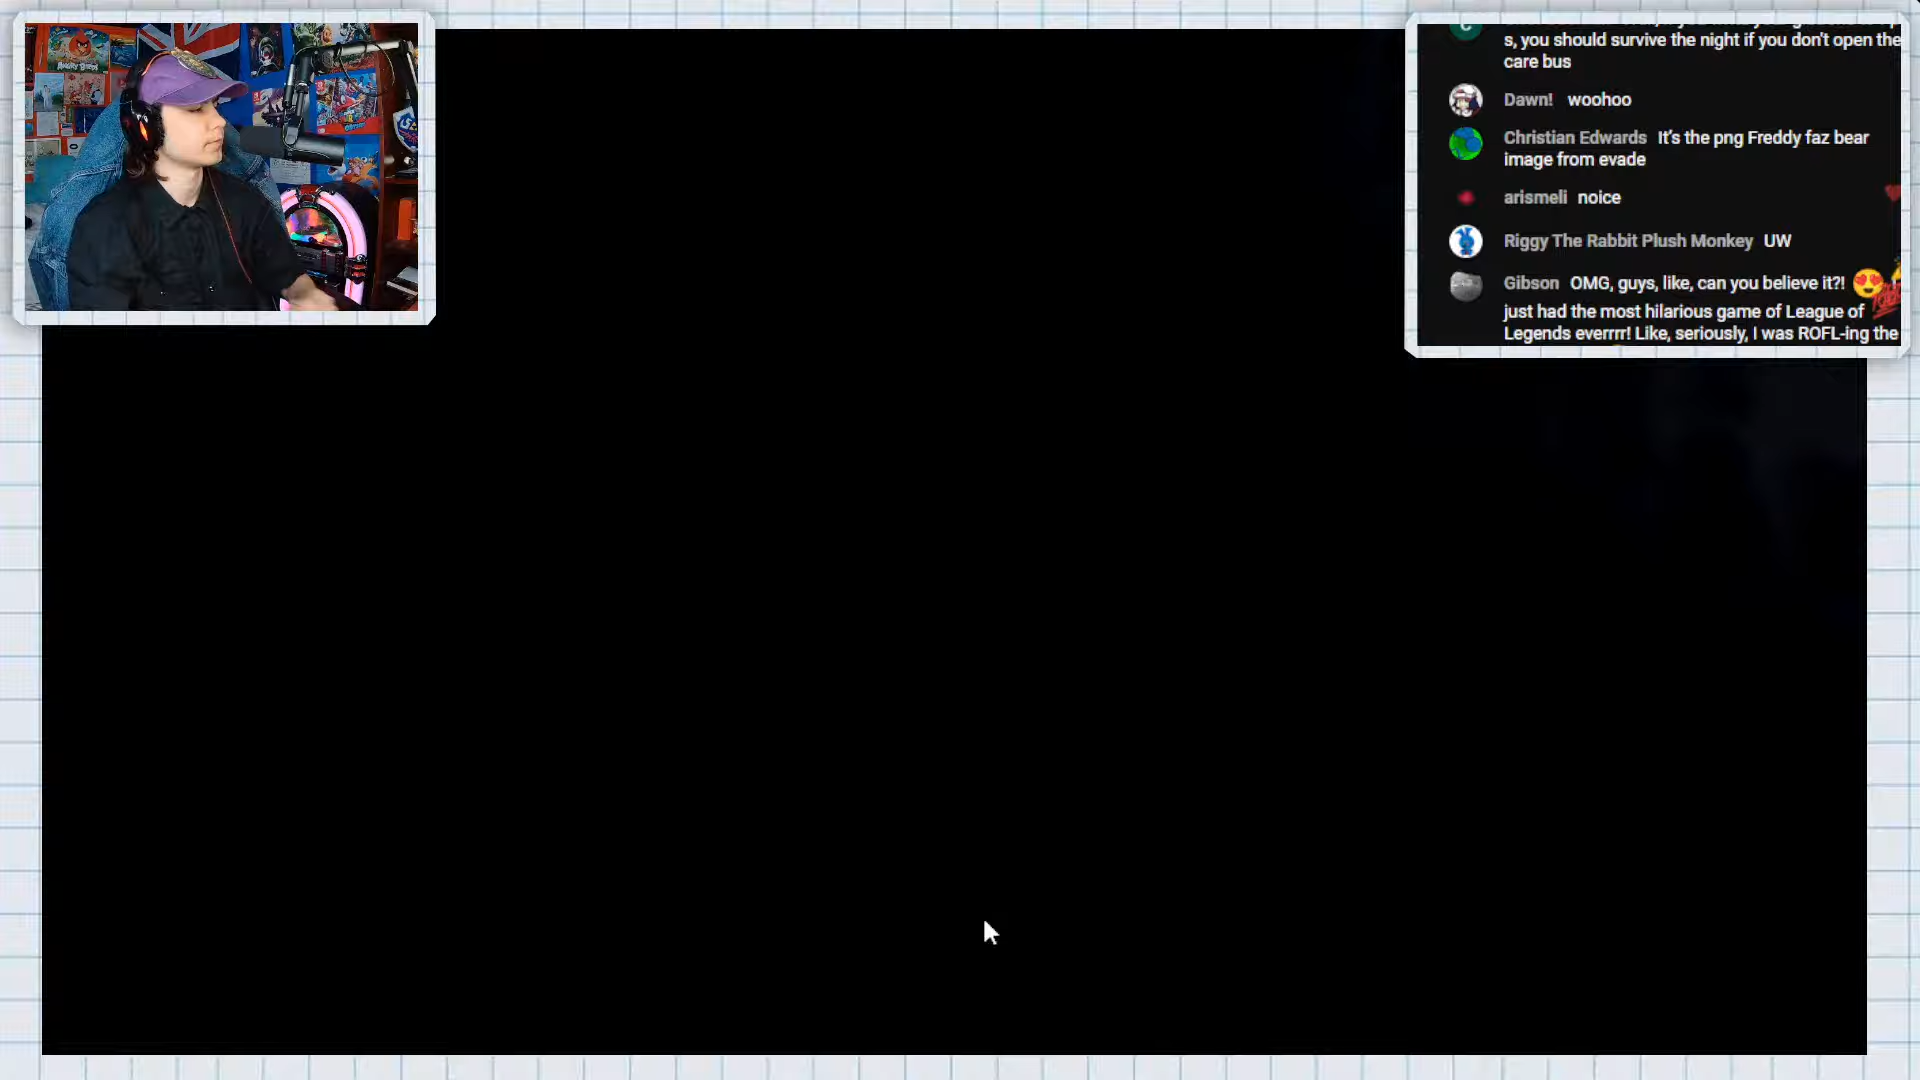 s, you should survive the night if you don't open the
care bus
Dawn! woohoo
Christian Edwards It's the png Freddy faz bear
image from evade
arismeli noice
Riggy The Rabbit Plush Monkey UW
Gibson OMG, guys, like, can you believe it?!
just had the most hilarious game of League of
Legends everrrr! Like, seriously, I was ROFL-ing the